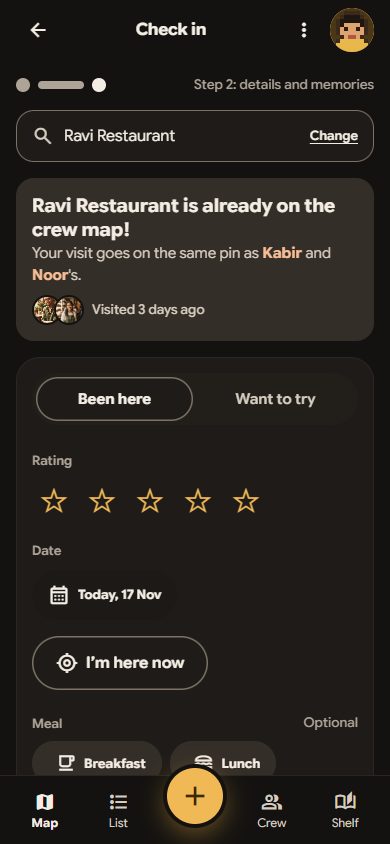 Check in
Step 2: details and memories
Ravi Restaurant
Change
Ravi Restaurant is already on the
crew map!
Your visit goes on the same pin as Kabir and
Noor's.
Visited 3 days ago
Been here
Want to try
Rating
Date
Today, 17 Nov
I'm here now
Meal
Optional
Breakfast
Lunch
Map
List
Crew
Shelf